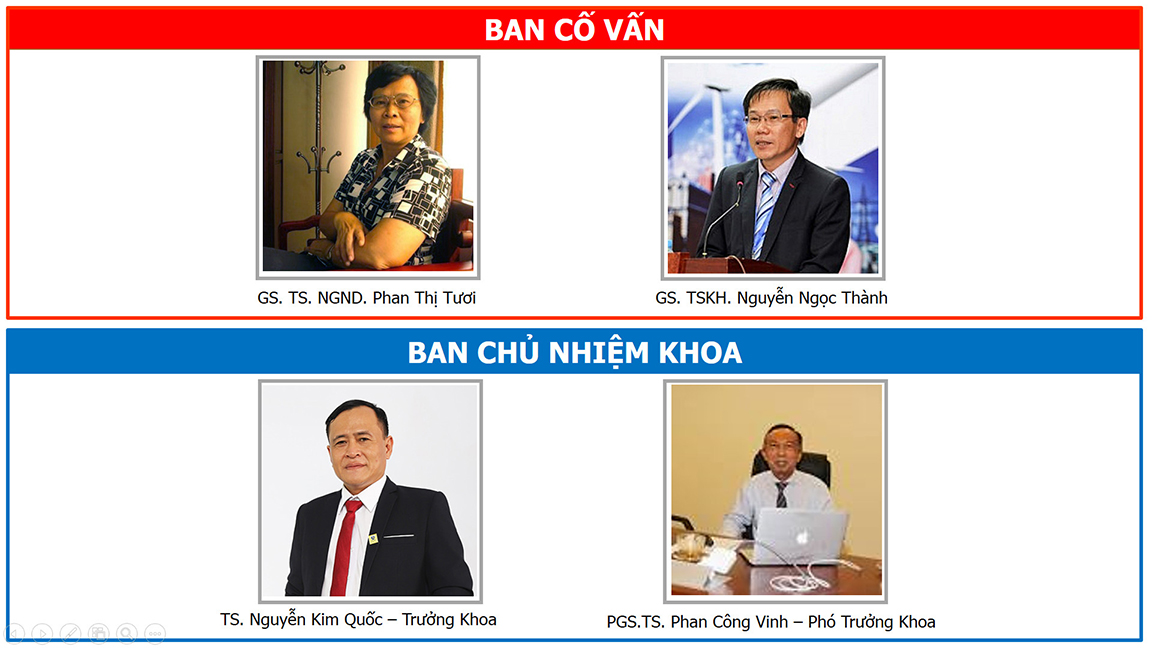 BAN CỐ VẤN
GS. TS. NGND. Phan Thị Tươi
GS. TSKH. Nguyễn Ngọc Thành
BAN CHỦ NHIỆM KHOA
TS. Nguyễn Kim Quốc – Trưởng Khoa
PGS.TS. Phan Công Vinh – Phó Trưởng Khoa